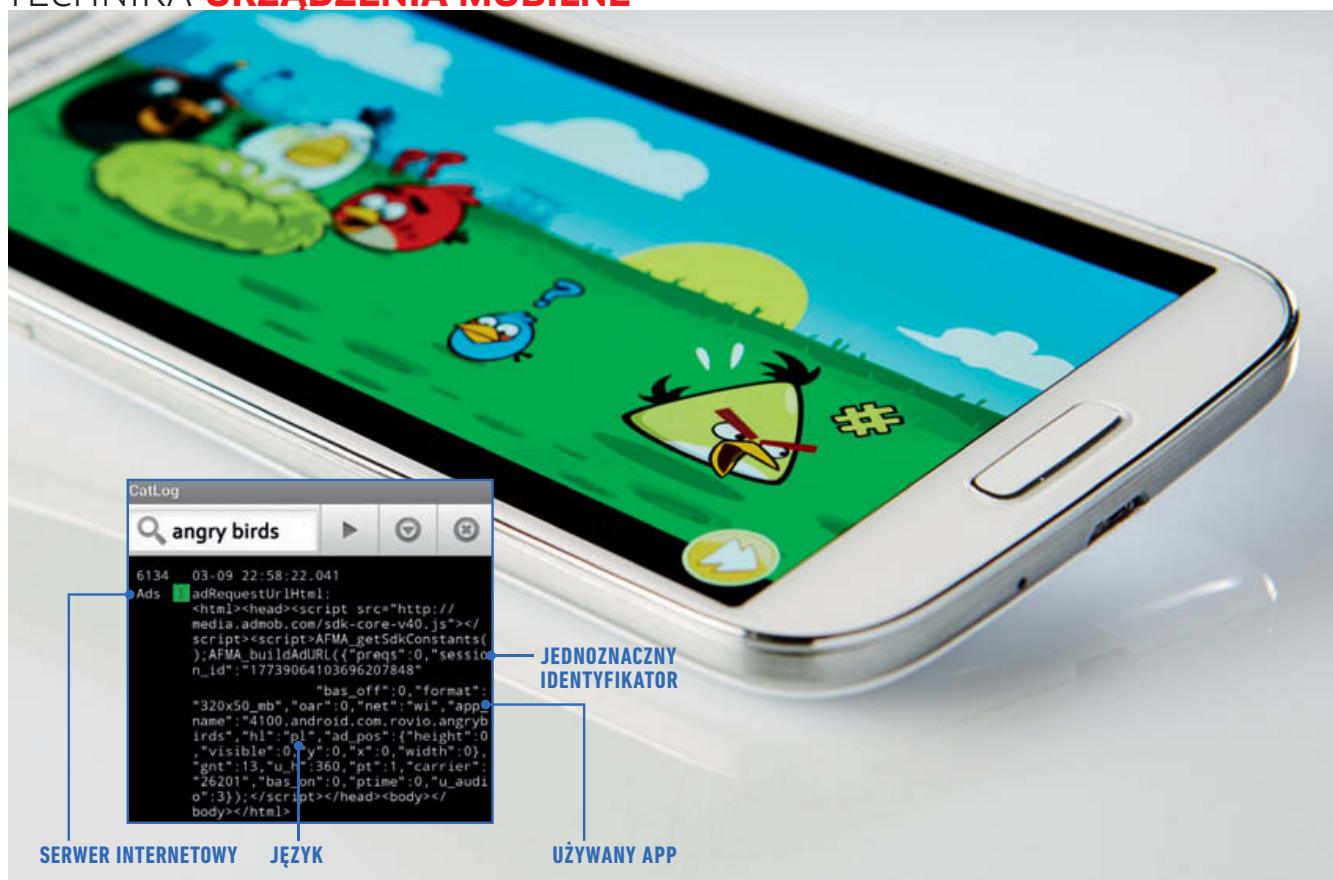 TECHNIKA URZĄDZENIA MOBILNE
CatLog
angry birds
6134 03-09 22:58:22.041
Ads I adRequestUrlHtml:
<html><head><script src="http://
media.admob.com/sdk-core-v40.js"></
script><script>AFMA_getSdkConstants(
);AFMA_buildAdURL({"preqs":0,"sessio
n_id":"17739064103696207848"
"bas_off":0,"format":
"320x50_mb","oar":0,"net":"wi","app_
name":"4100.android.com.rovio.angryb
irds","hl":"pl","ad_pos":{"height":0
,"visible":0,"y":0,"x":0,"width":0},
"gnt":13,"u_h":360,"pt":1,"carrier":
"26201","bas_on":0,"ptime":0,"u_audi
o":3});</script></head><body></
body></html>
JEDNOZNACZNY
IDENTYFIKATOR
SERWER INTERNETOWY JĘZYK UŻYWANY APP